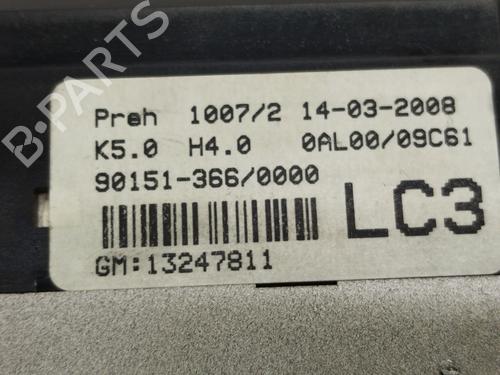 Preh 1007/2 14-03-2008
K5.0 H4.0 0AL00/09C61
90151-366/0000
LC3
GM:13247811
B-PARTS